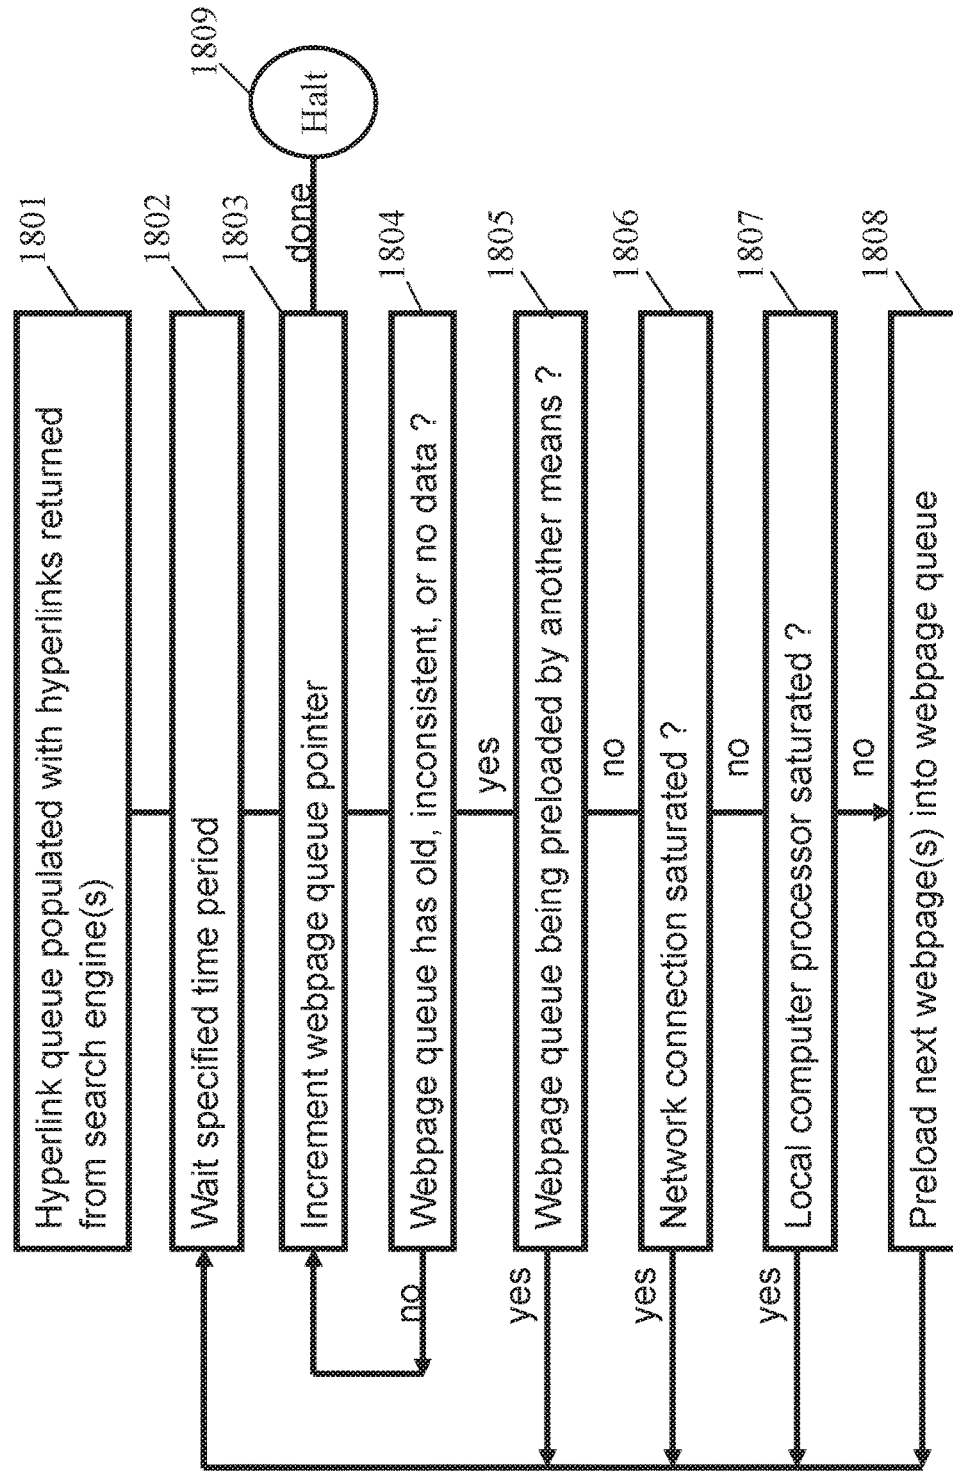 1801
Hyperlink queue populated with hyperlinks returned
from search engine(s)
1802
Wait specified time period
1803
Increment webpage queue pointer
done
Halt
1809
1804
Webpage queue has old, inconsistent, or no data ?
no
yes
1805
Webpage queue being preloaded by another means ?
yes
no
1806
Network connection saturated ?
yes
no
1807
Local computer processor saturated ?
yes
no
1808
Preload next webpage(s) into webpage queue